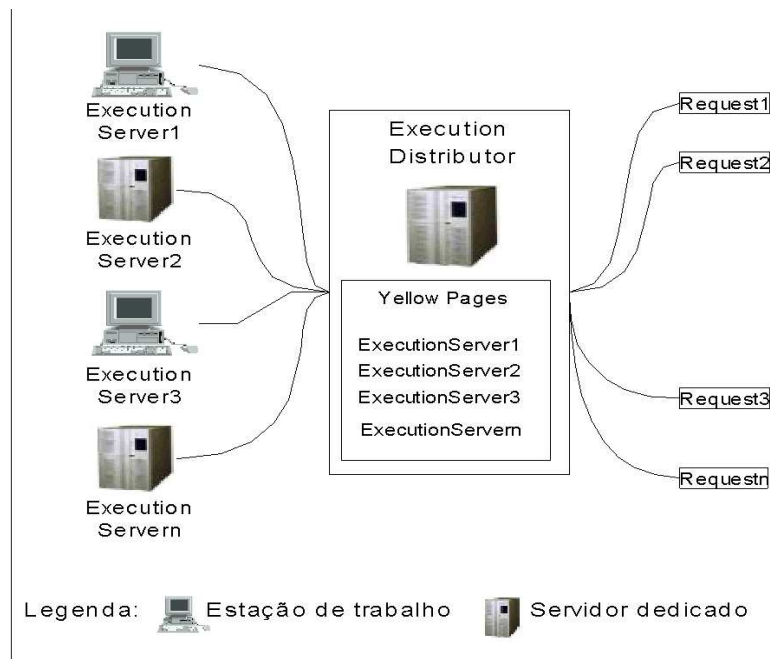 Execution
Server1
Execution
Server2
Execution
Server3
Execution
Servern
Execution
Distributor
Yellow Pages
ExecutionServer1
ExecutionServer2
ExecutionServer3
ExecutionServern
Request1
Request2
Request3
Requestn
Legenda: Estação de trabalho Servidor dedicado